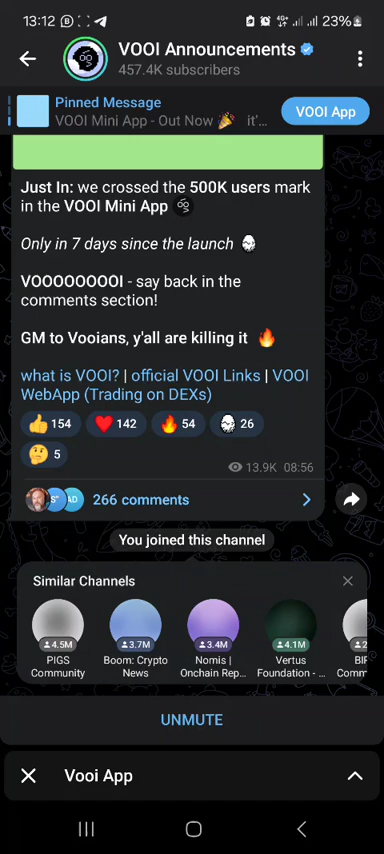 13:12 23%
VOOI Announcements
457.4K subscribers
Pinned Message
VOOI Mini App - Out Now 🎉 it'...
VOOI App
Just In: we crossed the 500K users mark
in the VOOI Mini App
Only in 7 days since the launch
VOOOOOOOOI - say back in the
comments section!
GM to Vooians, y'all are killing it 🔥
what is VOOI? | official VOOI Links | VOOI
WebApp (Trading on DEXs)
👍 154 ❤️ 142 🔥 54 26
🤔 5
13.9K 08:56
266 comments
You joined this channel
Similar Channels
4.5M 3.7M 3.4M 4.1M
PIGS Boom: Crypto Nomis | Vertus
Community News Onchain Rep... Foundation - ...
UNMUTE
Vooi App